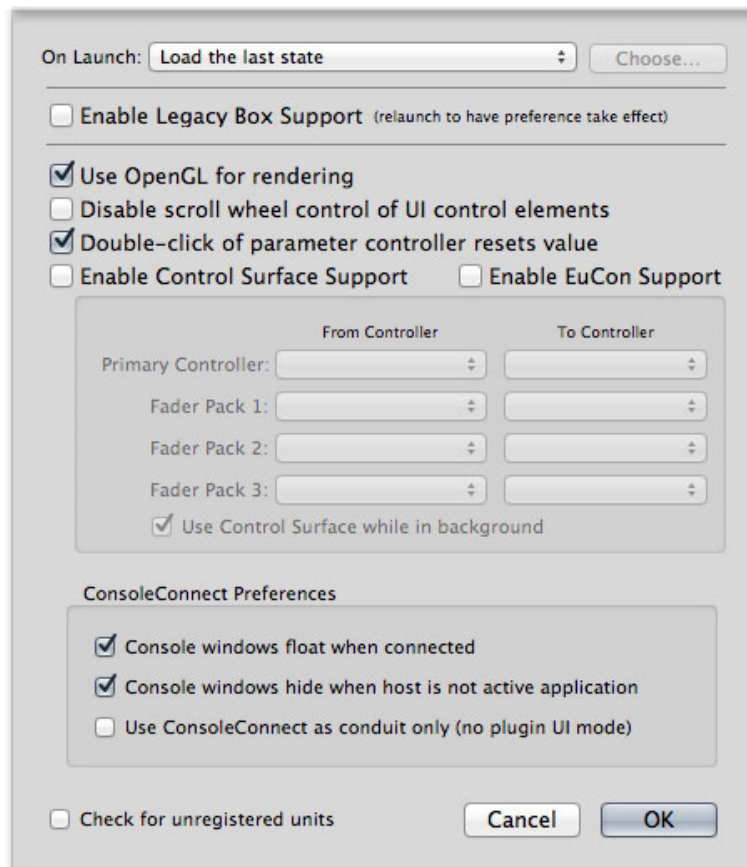 On Launch: Load the last state Choose...
Enable Legacy Box Support (relaunch to have preference take effect)
Use OpenGL for rendering
Disable scroll wheel control of UI control elements
Double-click of parameter controller resets value
Enable Control Surface Support Enable EuCon Support
From Controller To Controller
Primary Controller:
Fader Pack 1:
Fader Pack 2:
Fader Pack 3:
Use Control Surface while in background
ConsoleConnect Preferences
Console windows float when connected
Console windows hide when host is not active application
Use ConsoleConnect as conduit only (no plugin UI mode)
Check for unregistered units Cancel OK